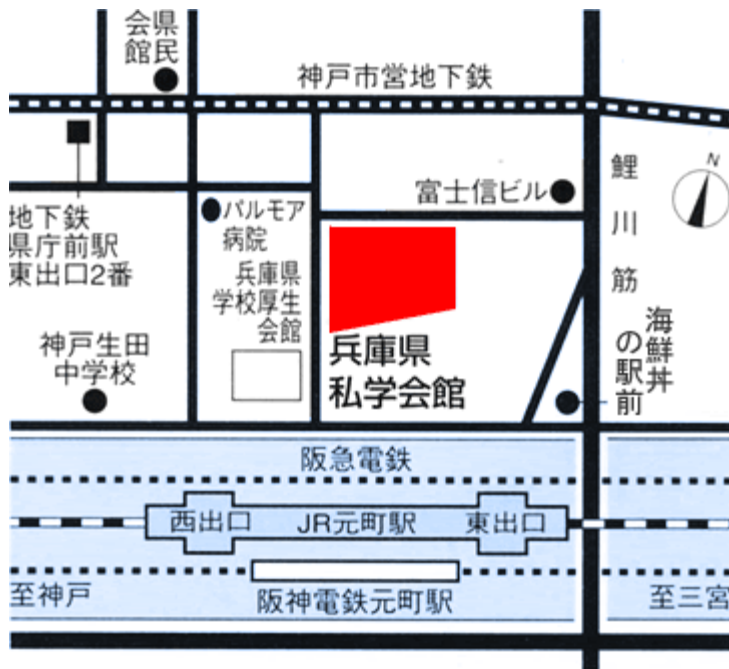 会県
館民
神戸市営地下鉄
N
鯉川筋
富士信ビル
パルモア
病院
地下鉄
県庁前駅
東出口2番
兵庫県
学校厚生
会館
海鮮丼
の駅前
神戸生田
中学校
兵庫県
私学会館
阪急電鉄
西出口
JR元町駅
東出口
至神戸
阪神電鉄元町駅
至三宮